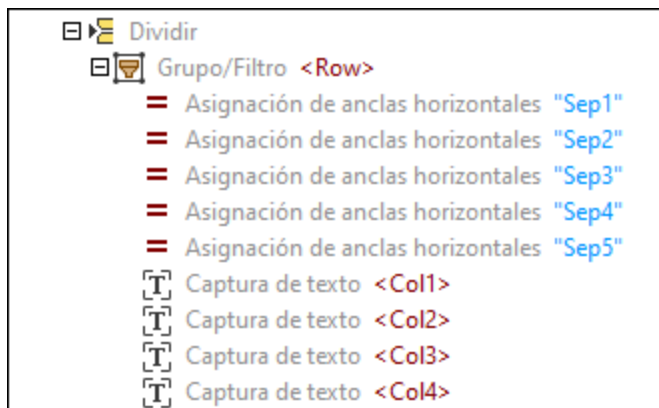 Dividir
Grupo/Filtro <Row>
Asignación de anclas horizontales "Sep1"
Asignación de anclas horizontales "Sep2"
Asignación de anclas horizontales "Sep3"
Asignación de anclas horizontales "Sep4"
Asignación de anclas horizontales "Sep5"
Captura de texto <Col1>
Captura de texto <Col2>
Captura de texto <Col3>
Captura de texto <Col4>